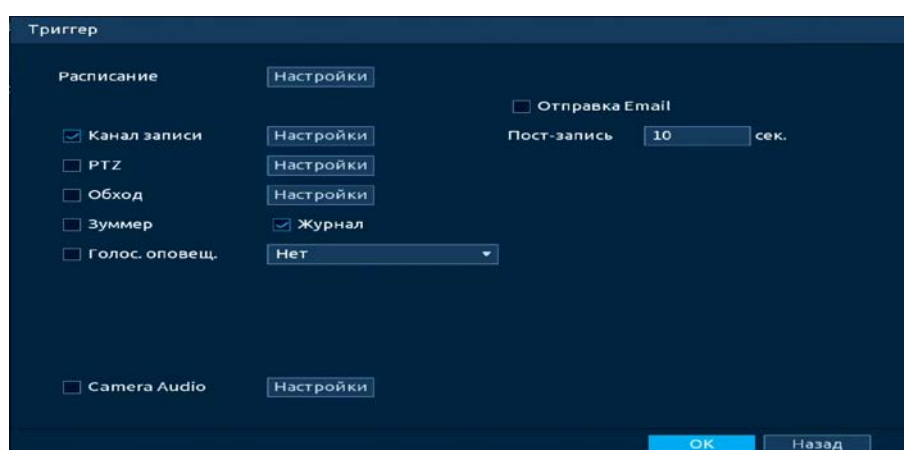 Триггер
Расписание Настройки
Отправка Email
Канал записи Настройки Пост-запись 10 сек.
PTZ Настройки
Обход Настройки
Зуммер Журнал
Голос. оповещ. Нет
Camera Audio Настройки
OK Назад